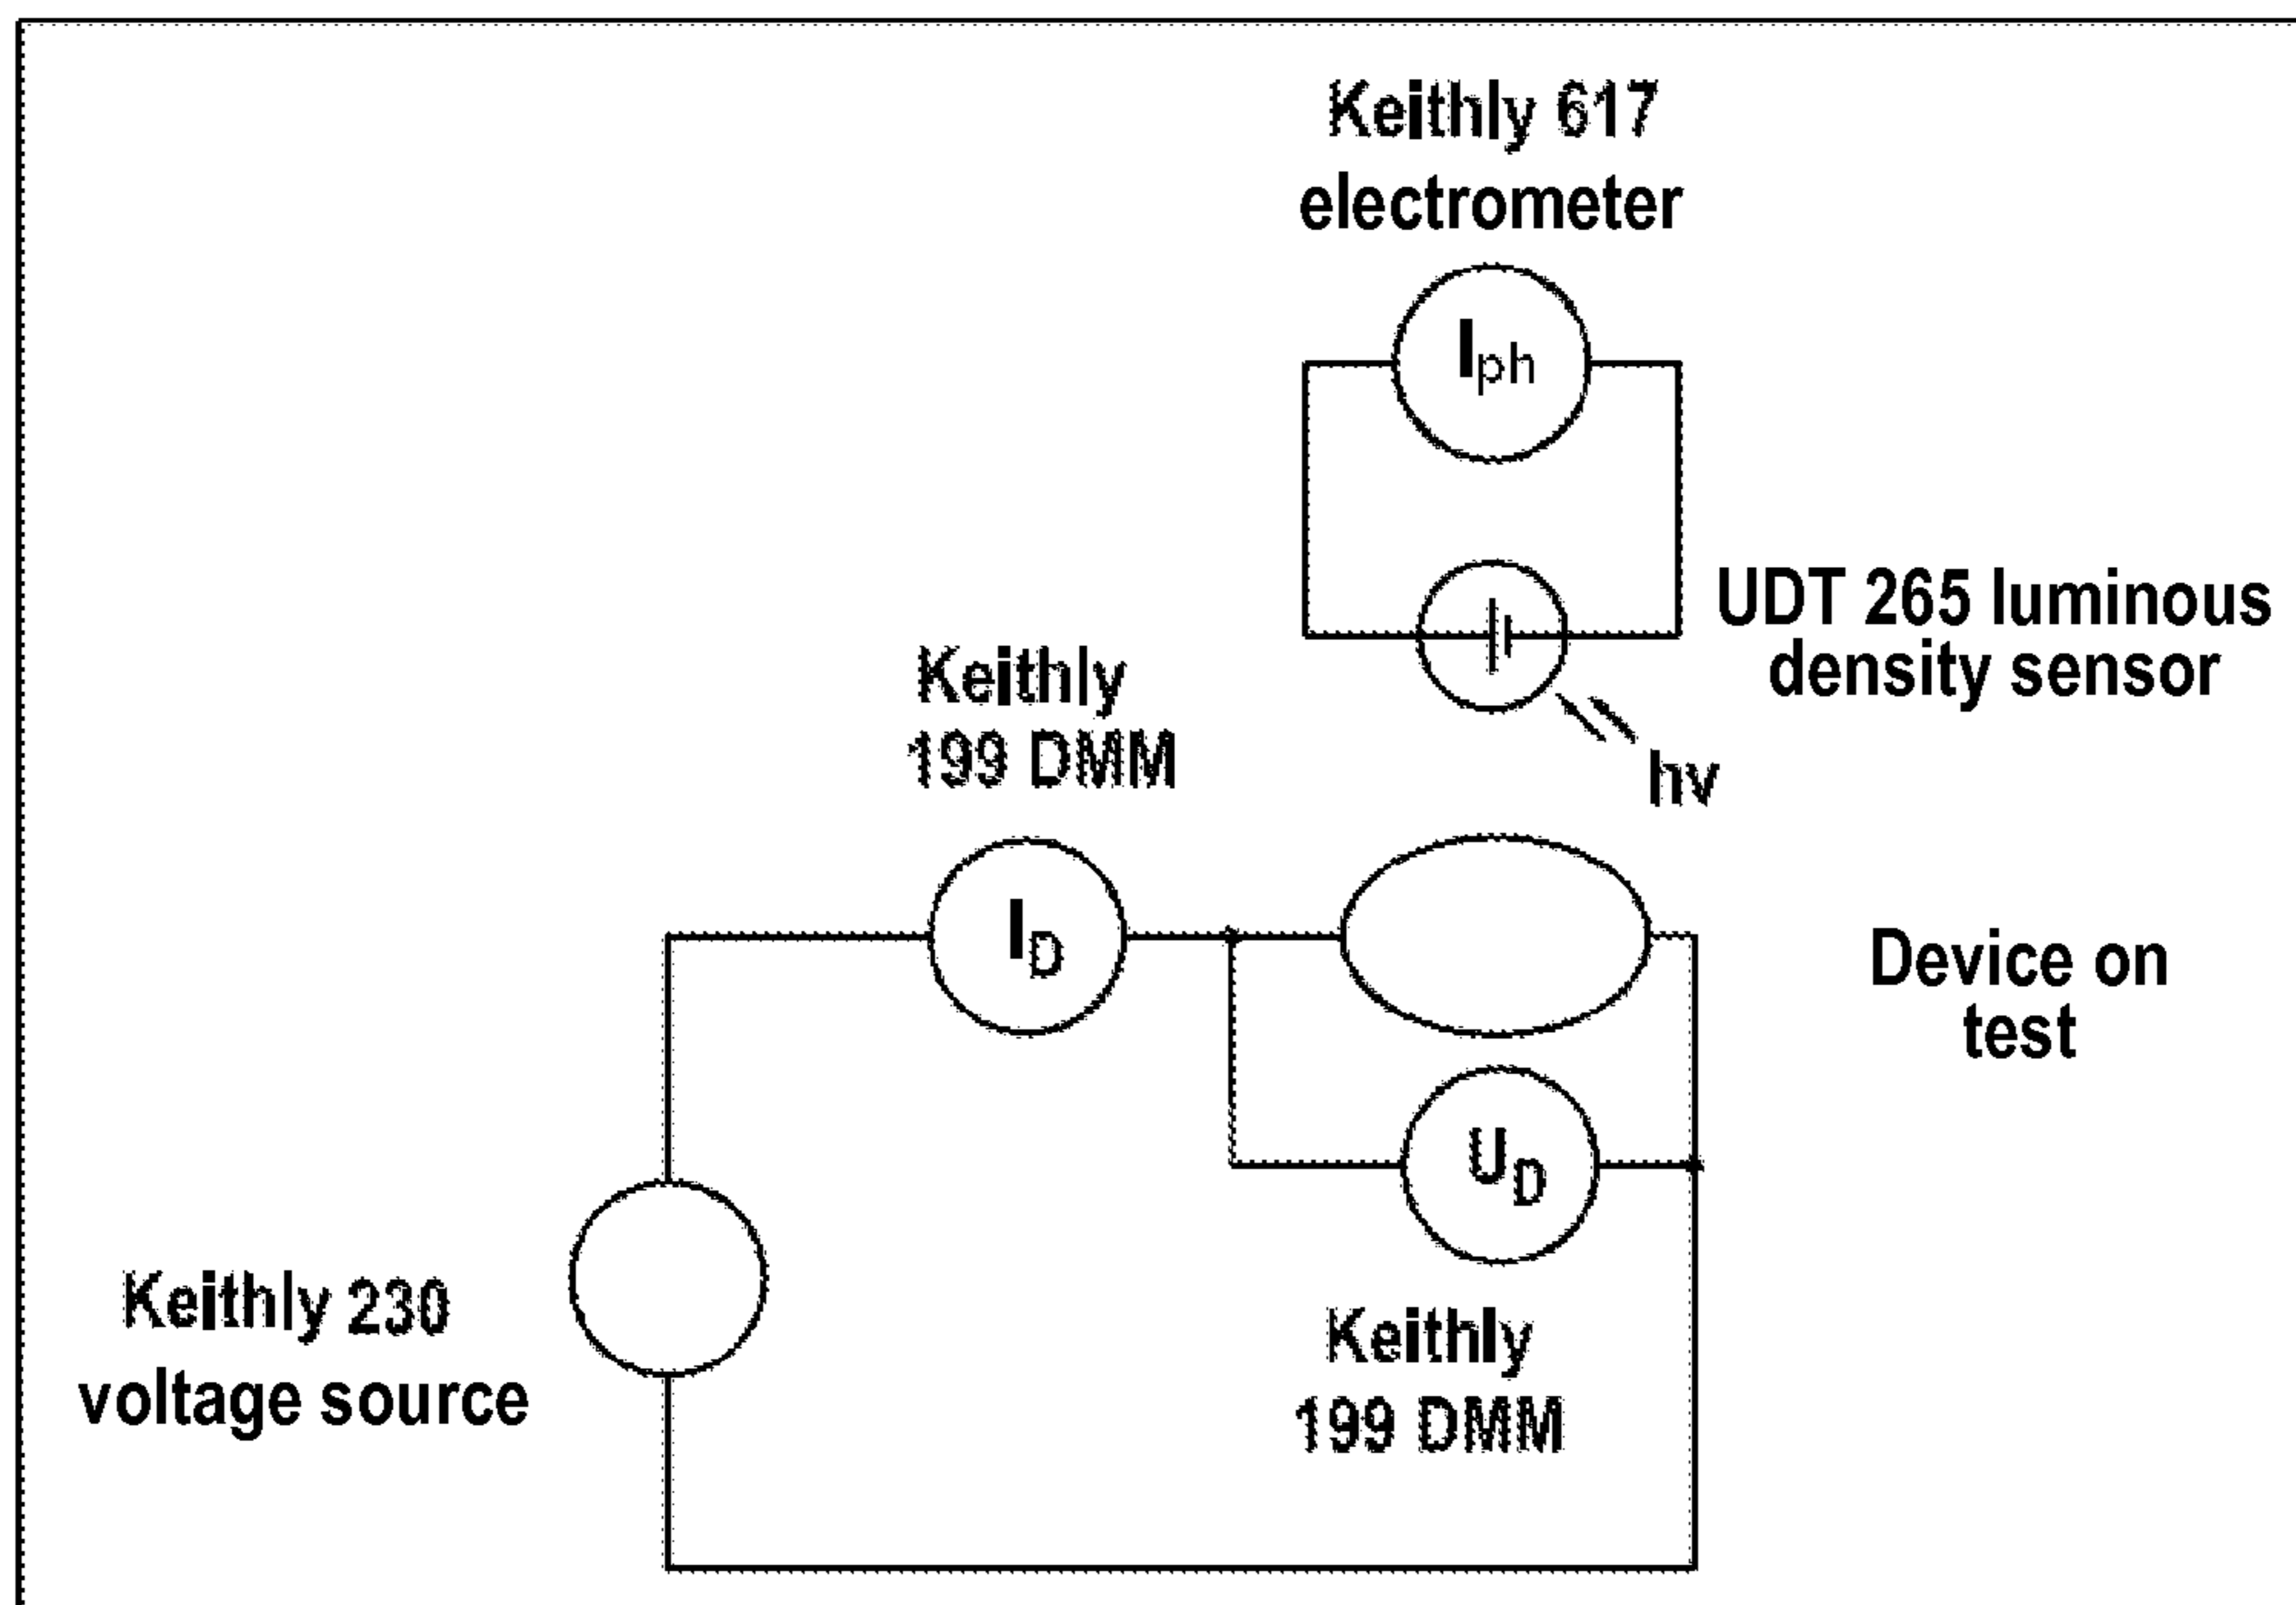 Keithly 617
electrometer
Iph
UDT 265 luminous
density sensor
hv
Keithly
199 DMM
ID
Device on
test
UD
Keithly
199 DMM
Keithly 230
voltage source